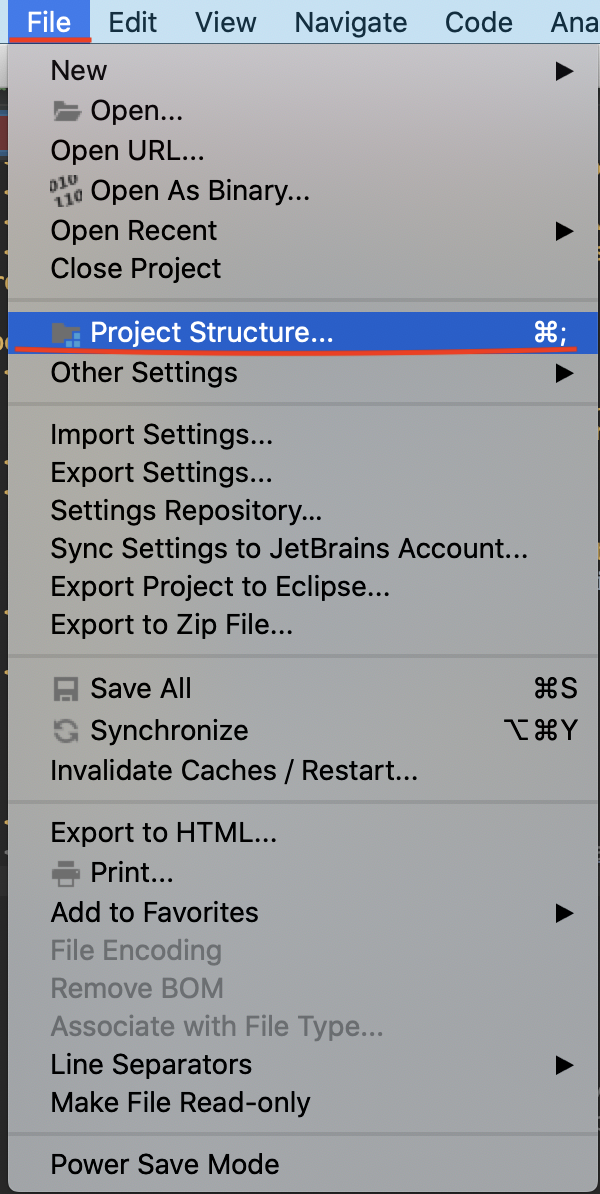 File Edit View Navigate Code Ana
New
Open...
Open URL...
010
110
Open As Binary...
Open Recent
Close Project
Project Structure... ⌘;
Other Settings
Import Settings...
Export Settings...
Settings Repository...
Sync Settings to JetBrains Account...
Export Project to Eclipse...
Export to Zip File...
Save All ⌘S
Synchronize ⌥⌘Y
Invalidate Caches / Restart...
Export to HTML...
Print...
Add to Favorites
File Encoding
Remove BOM
Associate with File Type...
Line Separators
Make File Read-only
Power Save Mode